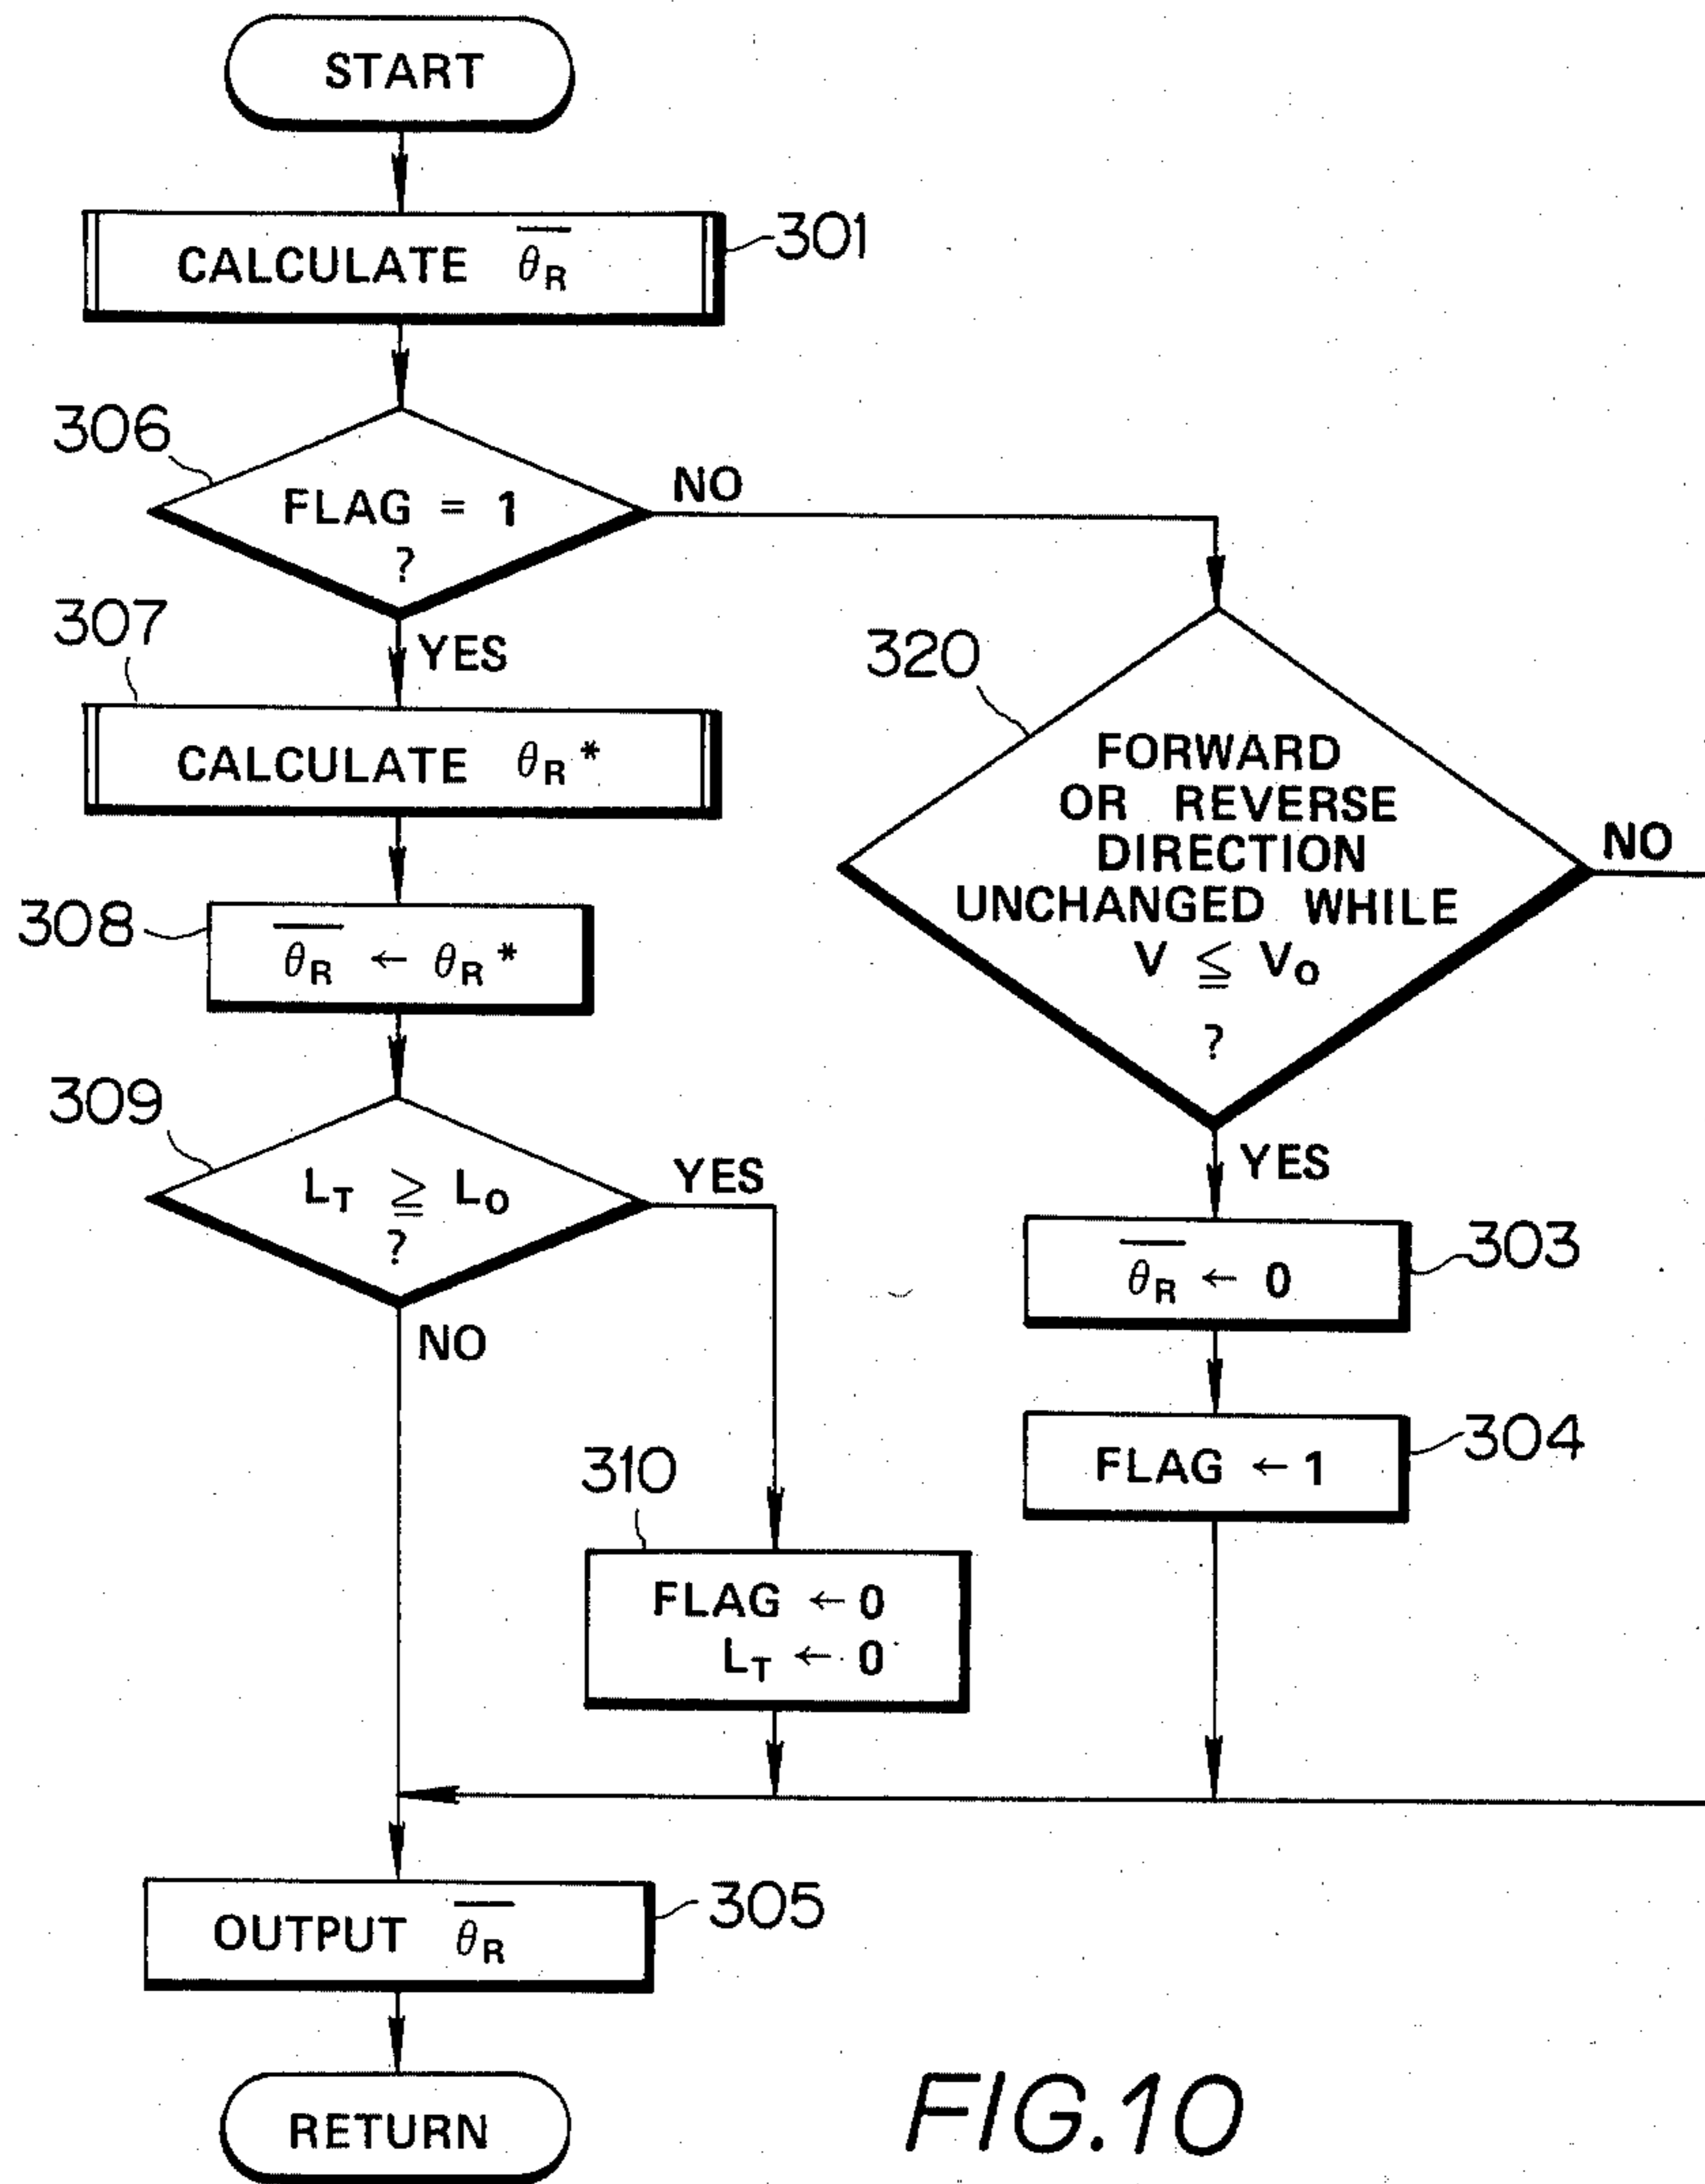 START
CALCULATE θ̅R̅
301
306
FLAG = 1
?
NO
YES
307
CALCULATE θR*
308
θ̅R̅ ← θR*
309
LT ≧ LO
?
YES
NO
310
FLAG ← 0
LT ← 0
320
FORWARD
OR REVERSE
DIRECTION
UNCHANGED WHILE
V ≦ VO
?
NO
YES
θ̅R̅ ← 0
303
FLAG ← 1
304
OUTPUT θ̅R̅
305
RETURN
FIG.10